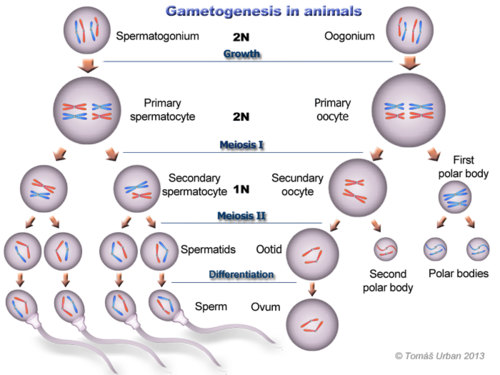 Gametogenesis in animals
Spermatogonium
2N
Oogonium
Growth
Primary
spermatocyte
2N
Primary
oocyte
Meiosis I
First
polar body
Secondary
spermatocyte
1N
Secundary
oocyte
Meiosis II
Spermatids
Ootid
Second
polar body
Polar bodies
Differentiation
Sperm
Ovum
© Tomáš Urban 2013